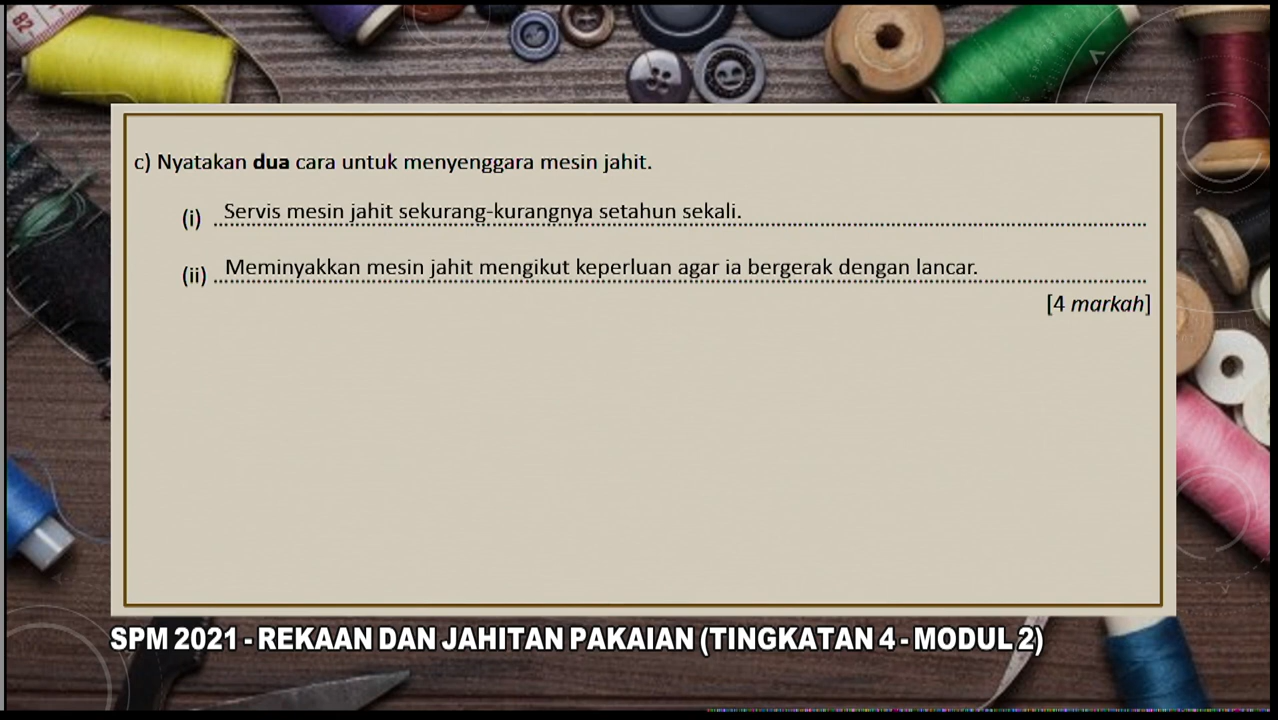 c) Nyatakan dua cara untuk menyenggara mesin jahit.
(i) Servis mesin jahit sekurang-kurangnya setahun sekali.
(ii) Meminyakkan mesin jahit mengikut keperluan agar ia bergerak dengan lancar.
[4 markah]
SPM 2021 - REKAAN DAN JAHITAN PAKAIAN (TINGKATAN 4 - MODUL 2)